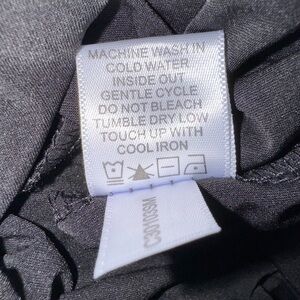 MACHINE WASH IN
COLD WATER
INSIDE OUT
GENTLE CYCLE
DO NOT BLEACH
TUMBLE DRY LOW
TOUCH UP WITH
COOL IRON